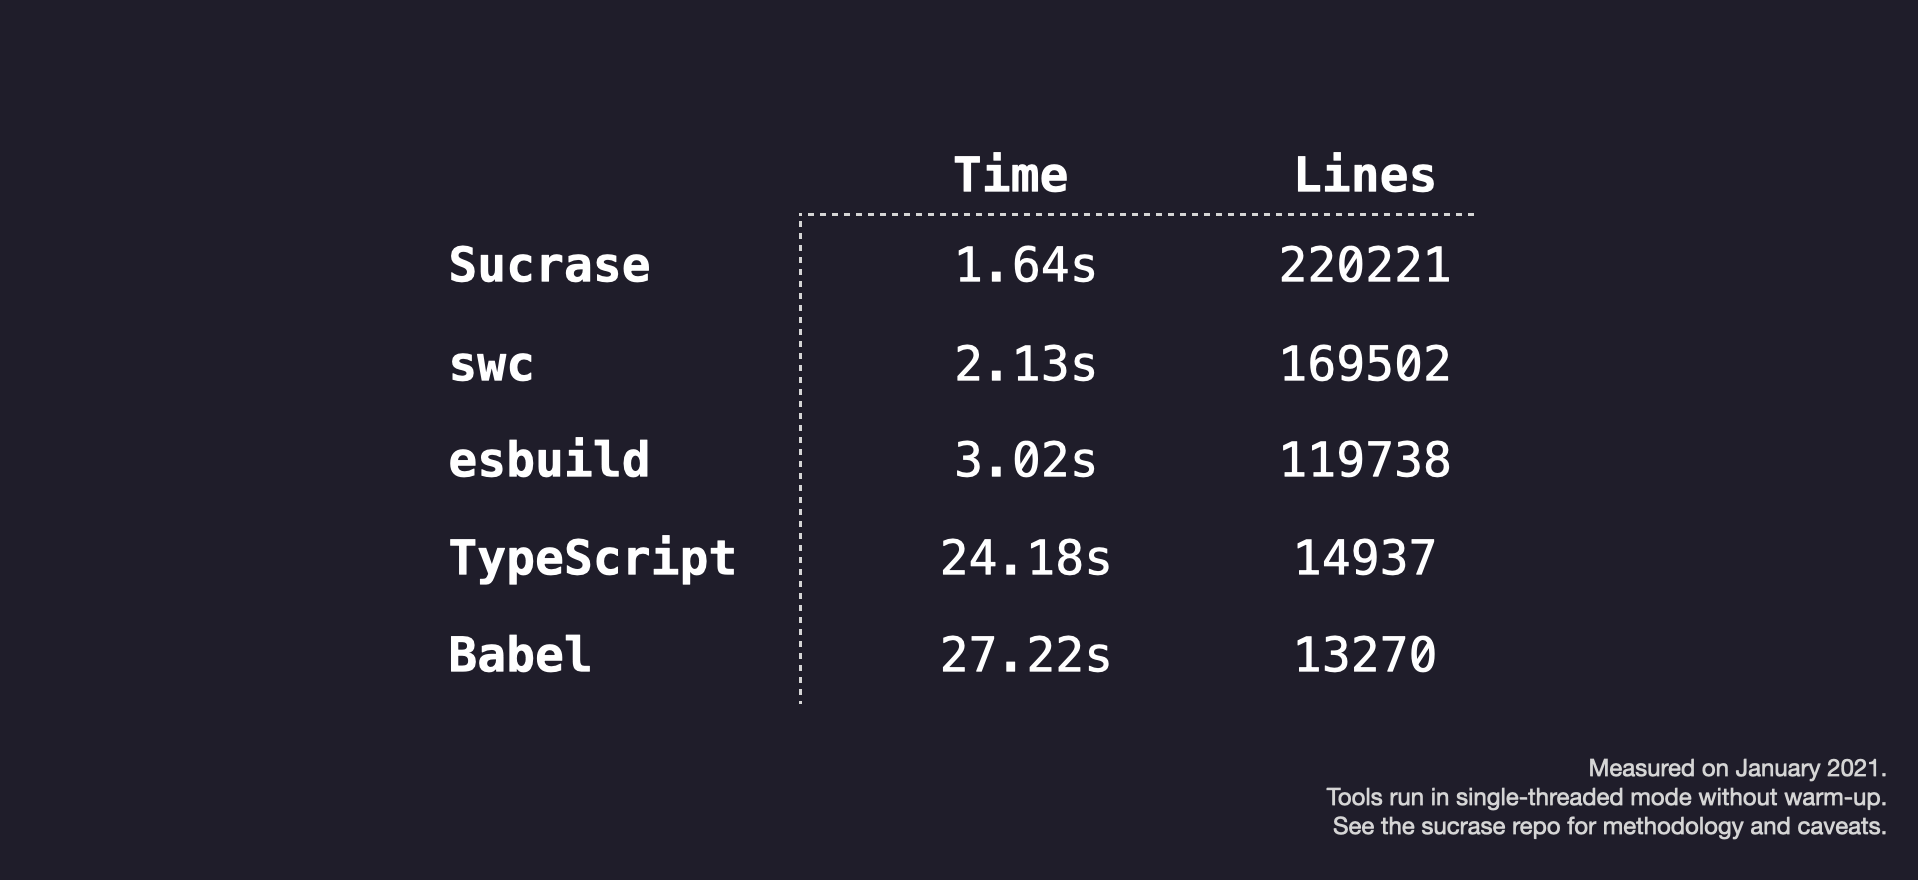 Time Lines
Sucrase 1.64s 220221
swc 2.13s 169502
esbuild 3.02s 119738
TypeScript 24.18s 14937
Babel 27.22s 13270
Measured on January 2021.
Tools run in single-threaded mode without warm-up.
See the sucrase repo for methodology and caveats.